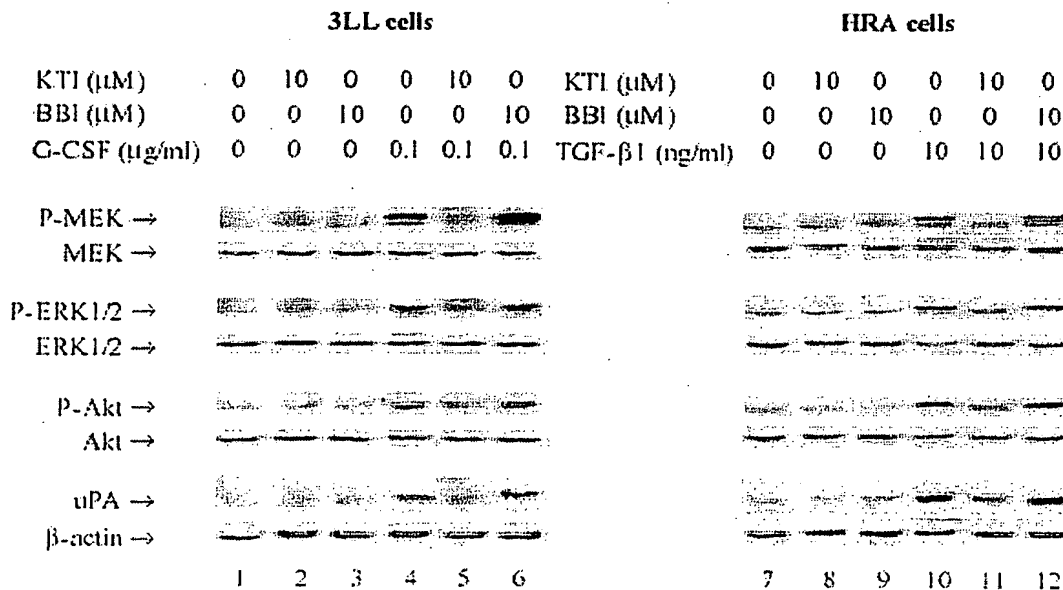 3LL cells HRA cells
KTI (µM) 0 10 0 0 10 0 KTI (µM) 0 10 0 0 10 0
BBI (µM) 0 0 10 0 0 10 BBI (µM) 0 0 10 0 0 10
G-CSF (µg/ml) 0 0 0 0.1 0.1 0.1 TGF-β1 (ng/ml) 0 0 0 10 10 10
P-MEK →
MEK →
P-ERK1/2 →
ERK1/2 →
P-Akt →
Akt →
uPA →
β-actin →
1 2 3 4 5 6 7 8 9 10 11 12